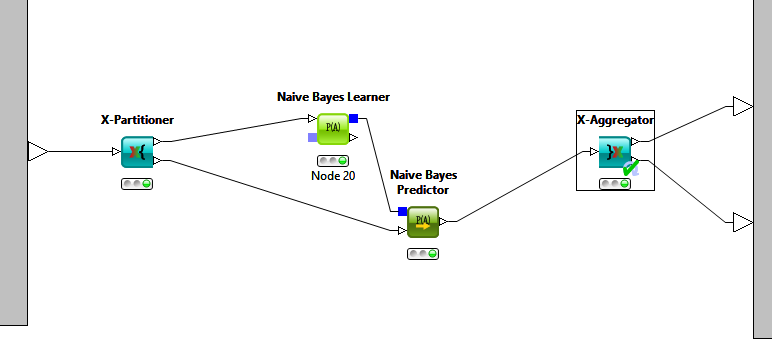 Naive Bayes Learner
X-Partitioner
X{
P(A)
Node 20
Naive Bayes
Predictor
P(A)
X-Aggregator
}X